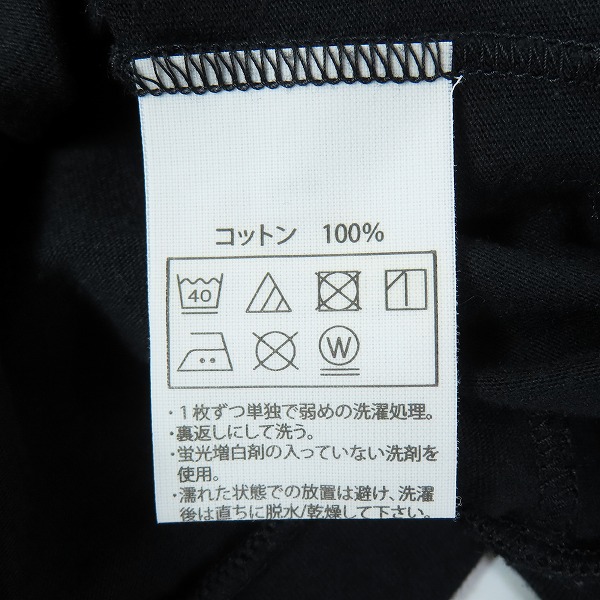 コットン 100%
40
W
・1枚ずつ単独で弱めの洗濯処理。
・裏返しにして洗う。
・蛍光増白剤の入っていない洗剤を
使用。
・濡れた状態での放置は避け、洗濯
後は直ちに脱水/乾燥して下さい。